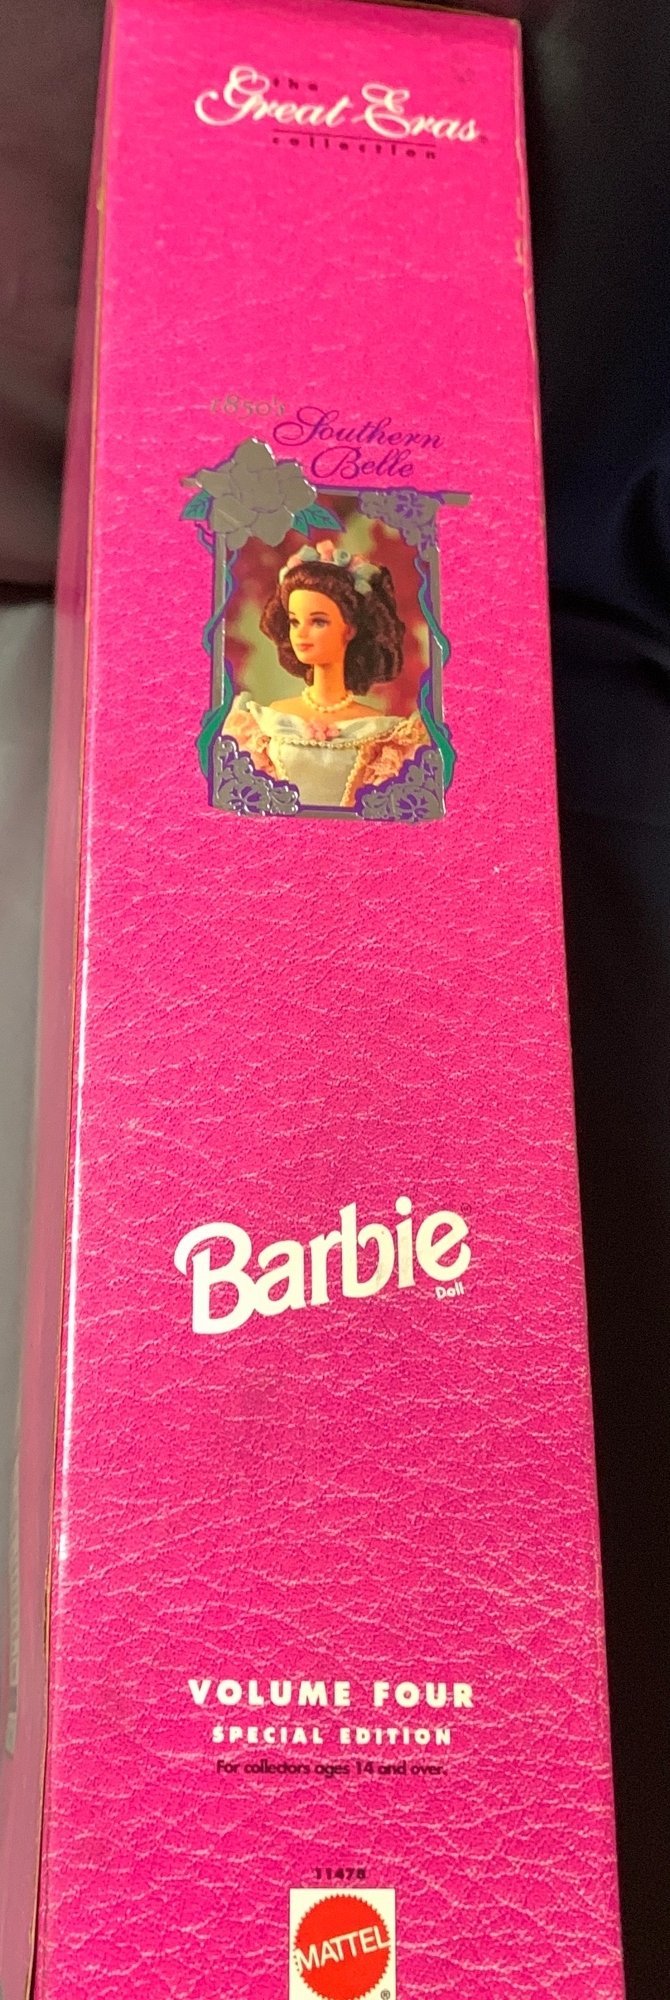 the
Great Eras®
collection
1850's Southern
Belle
Barbie®
Doll
VOLUME FOUR
SPECIAL EDITION
For collectors ages 14 and over.
11478
MATTEL
®